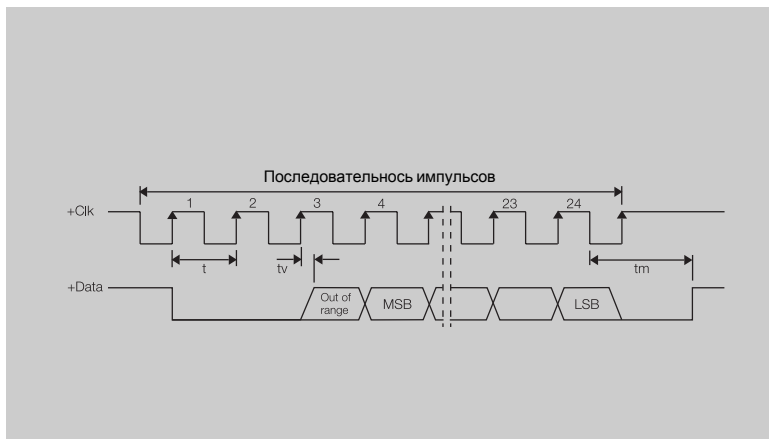 Последовательнось импульсов
+Clk 1 2 3 4 23 24
t tv tm
+Data Out of range MSB LSB